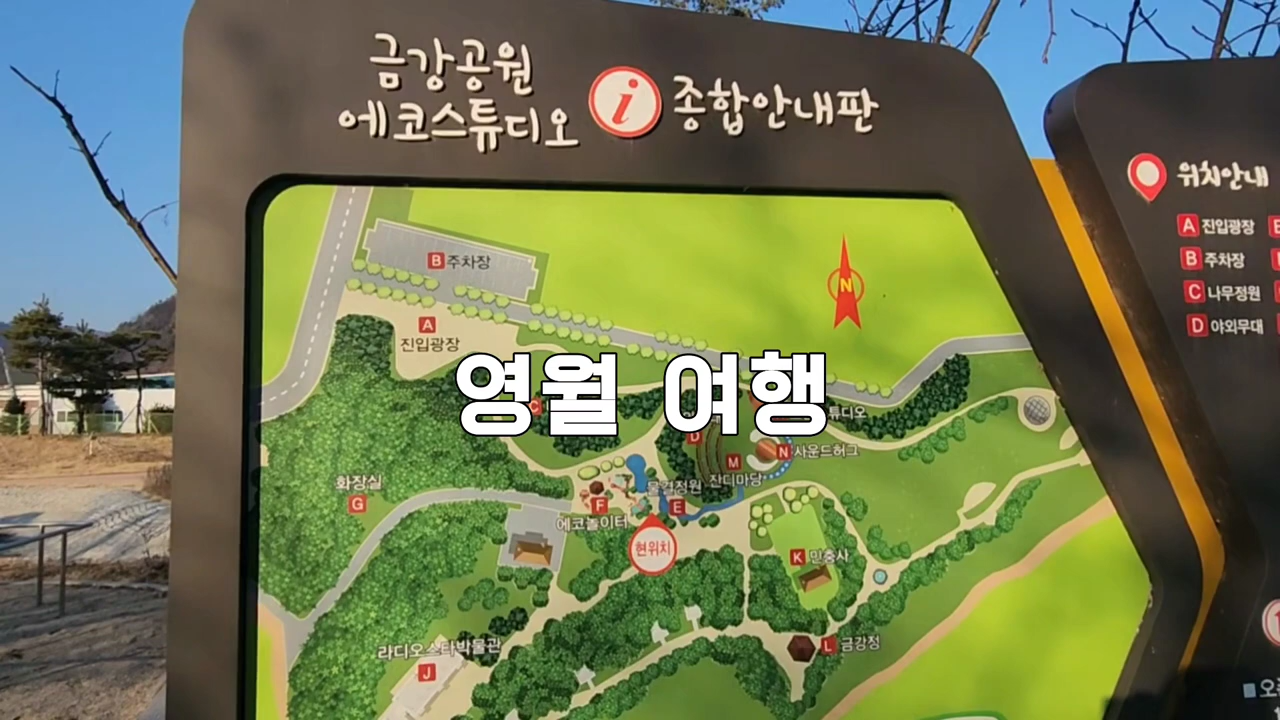 금강공원
에코스튜디오
i
종합안내판
위치안내
A 진입광장
B 주차장
C 나무정원
D 야외무대
B 주차장
N
A 진입광장
영월 여행
C
튜디오
D
N 사운드허그
M
잔디마당
화장실
G
물결정원
E
F
에코놀이터
현위치
K 민충사
라디오스타박물관
J
L 금강정